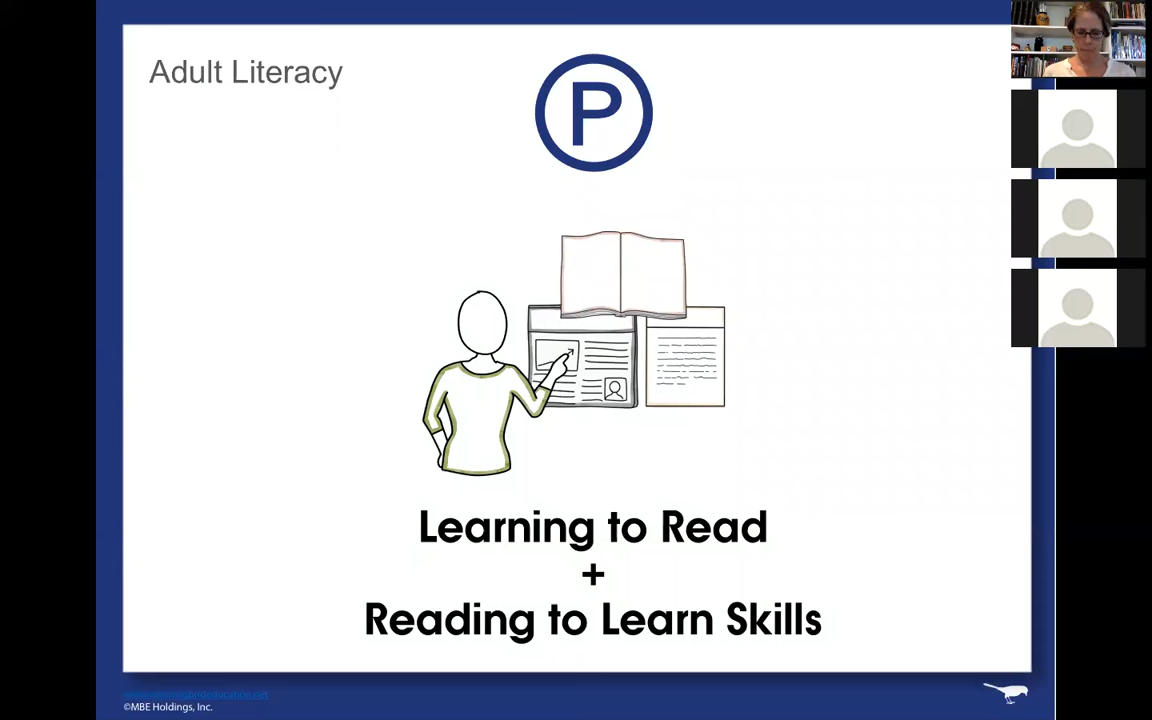 Adult Literacy
P
Learning to Read
+
Reading to Learn Skills
©MBE Holdings, Inc.